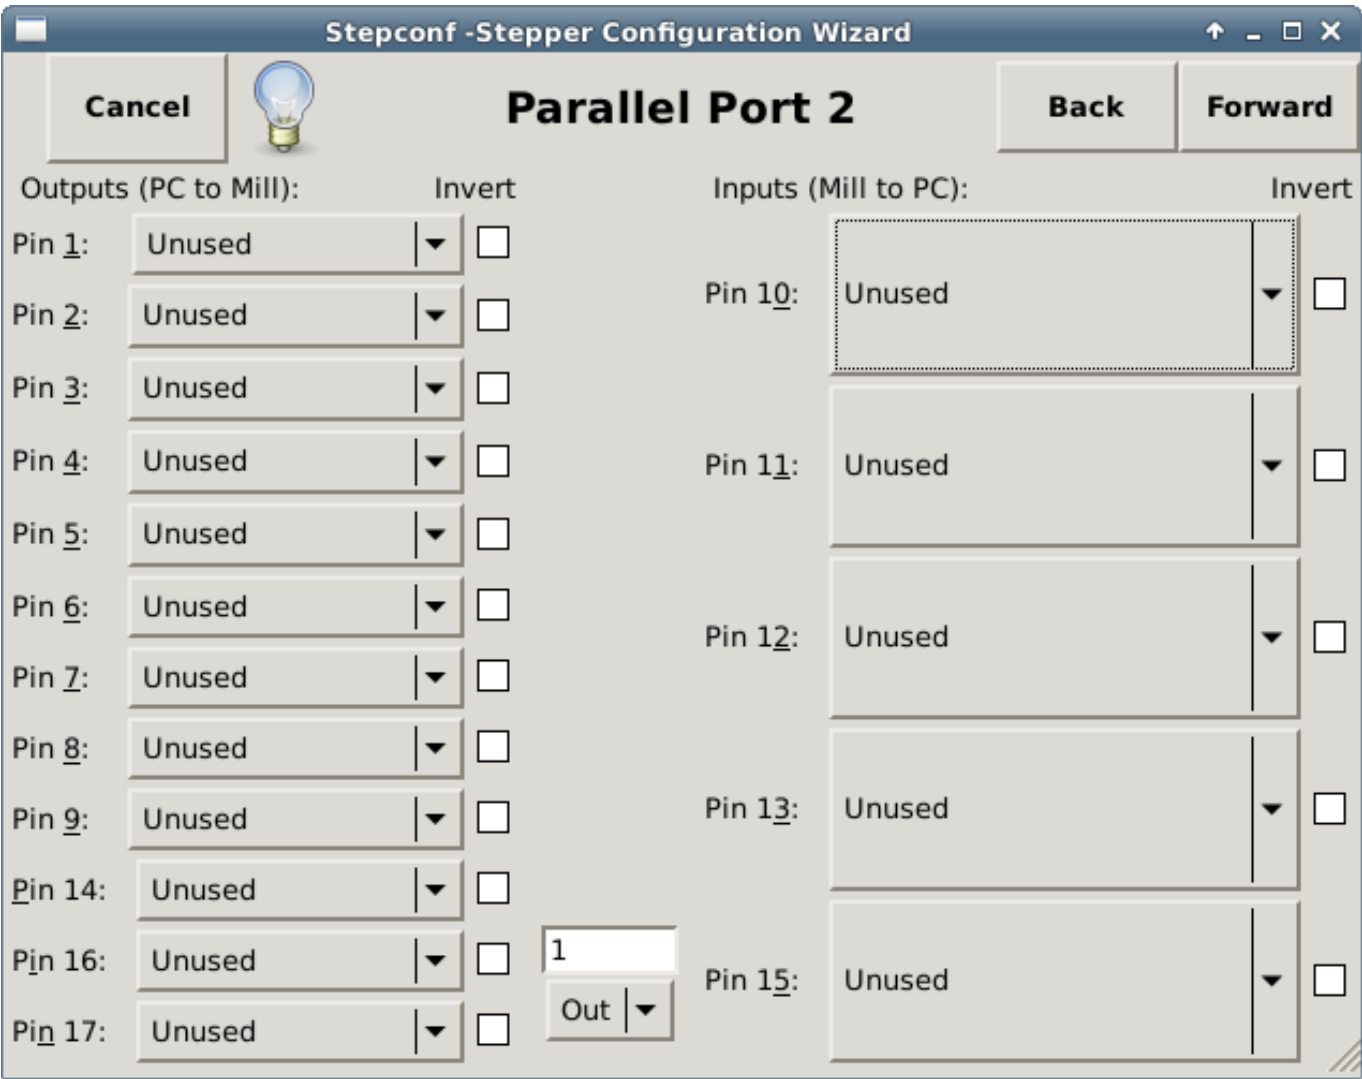 Stepconf -Stepper Configuration Wizard
Cancel
Parallel Port 2
Back
Forward
Outputs (PC to Mill):
Invert
Pin 1:
Unused
Pin 2:
Unused
Pin 3:
Unused
Pin 4:
Unused
Pin 5:
Unused
Pin 6:
Unused
Pin 7:
Unused
Pin 8:
Unused
Pin 9:
Unused
Pin 14:
Unused
Pin 16:
Unused
Pin 17:
Unused
1
Out
Inputs (Mill to PC):
Invert
Pin 10:
Unused
Pin 11:
Unused
Pin 12:
Unused
Pin 13:
Unused
Pin 15:
Unused